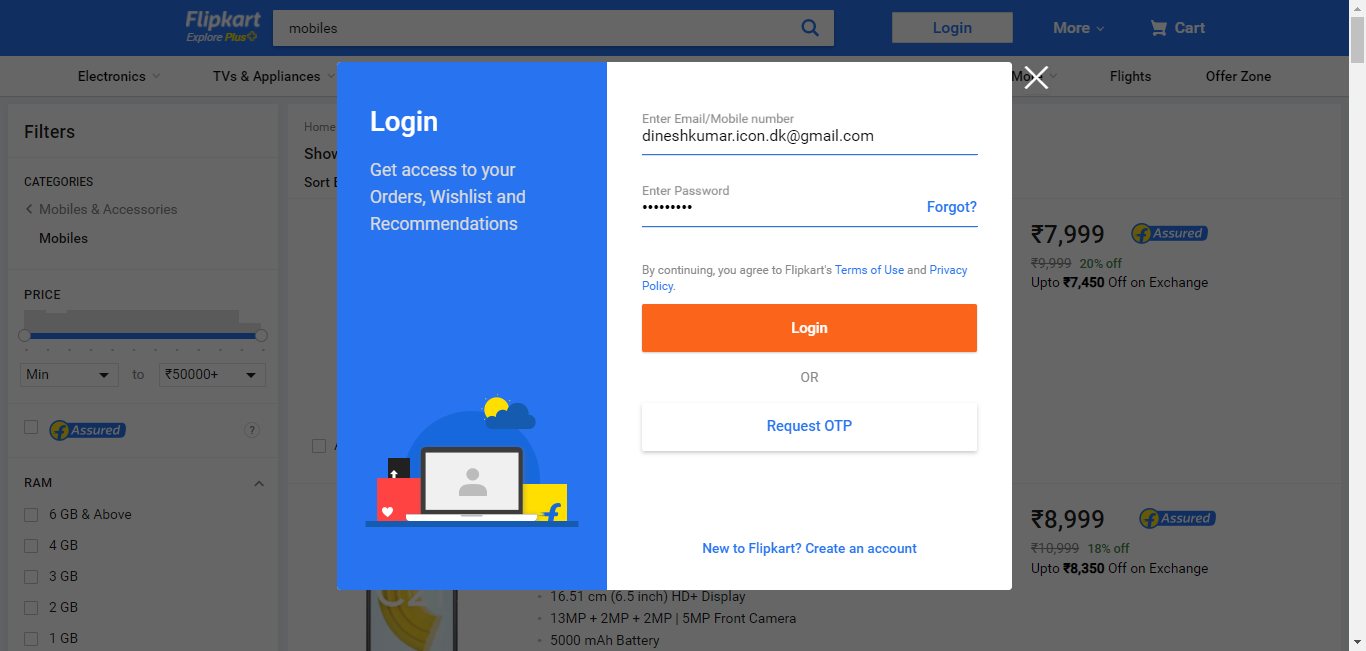 Flipkart
Explore Plus
mobiles
Login
More
Cart
Electronics
TVs & Appliances
More
Flights
Offer Zone
Filters
CATEGORIES
Mobiles & Accessories
Mobiles
PRICE
Min
to
₹50000+
Assured
?
RAM
6 GB & Above
4 GB
3 GB
2 GB
1 GB
Home
Sort
Login
Get access to your
Orders, Wishlist and
Recommendations
Enter Email/Mobile number
dineshkumar.icon.dk@gmail.com
Enter Password
•••••••••
Forgot?
By continuing, you agree to Flipkart's Terms of Use and Privacy
Policy.
Login
OR
Request OTP
New to Flipkart? Create an account
₹7,999
Assured
₹9,999 20% off
Upto ₹7,450 Off on Exchange
₹8,999
Assured
₹10,999 18% off
Upto ₹8,350 Off on Exchange
16.51 cm (6.5 inch) HD+ Display
13MP + 2MP + 2MP | 5MP Front Camera
5000 mAh Battery